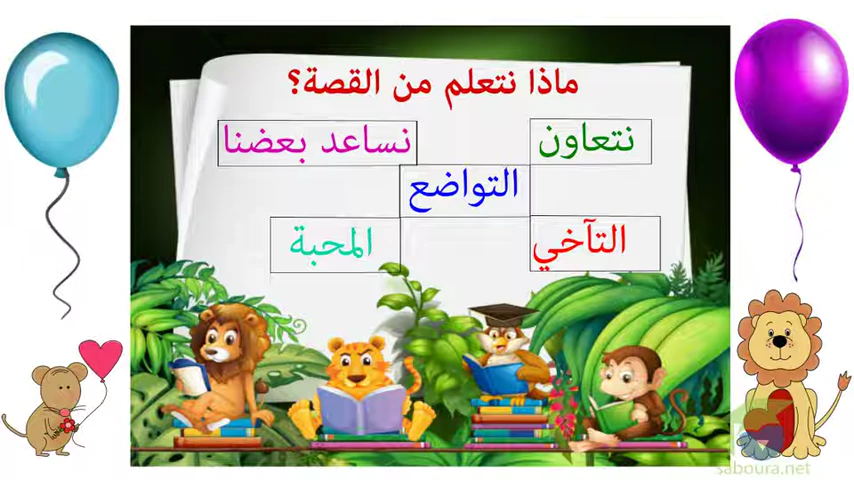 ماذا نتعلم من القصة؟
نتعاون
نساعد بعضنا
التواضع
التآخي
المحبة
saboura.net